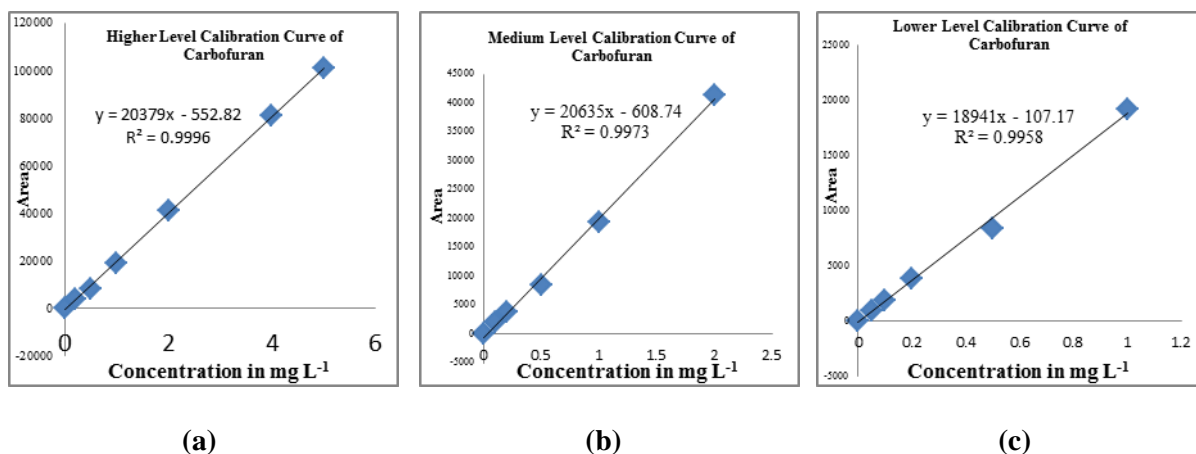 Higher Level Calibration Curve of
Carbofuran
y = 20379x - 552.82
R² = 0.9996
120000
100000
80000
60000
40000
20000
0
-20000
Area
0 2 4 6
Concentration in mg L⁻¹
(a)
Medium Level Calibration Curve of
Carbofuran
y = 20635x - 608.74
R² = 0.9973
45000
40000
35000
30000
25000
20000
15000
10000
5000
0
-5000
Area
0 0.5 1 1.5 2 2.5
Concentration in mg L⁻¹
(b)
Lower Level Calibration Curve of
Carbofuran
y = 18941x - 107.17
R² = 0.9958
25000
20000
15000
10000
5000
0
-5000
Area
0 0.2 0.4 0.6 0.8 1 1.2
Concentration in mg L⁻¹
(c)